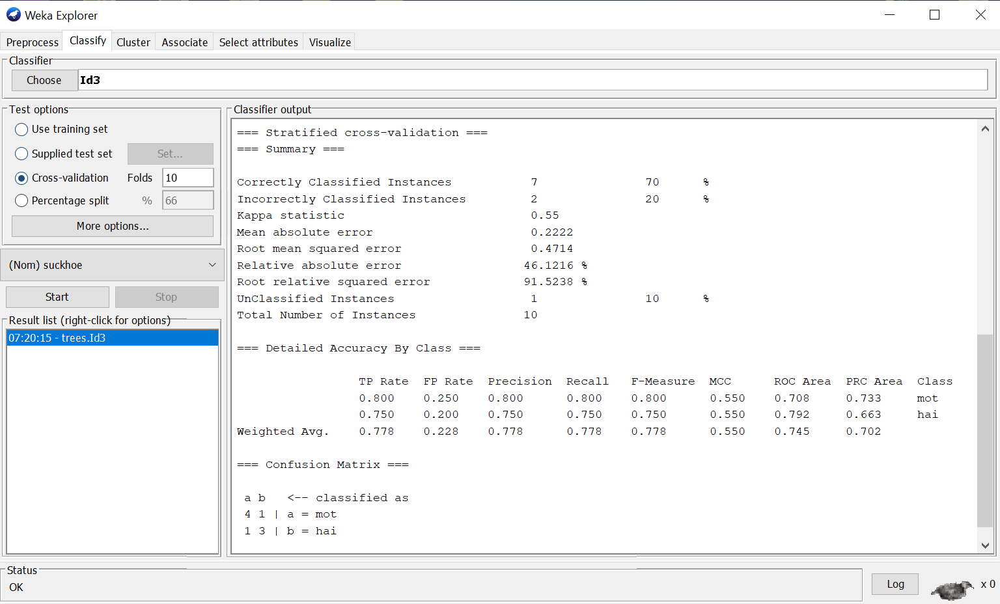 Weka Explorer
Preprocess Classify Cluster Associate Select attributes Visualize
Classifier
Choose Id3
Test options
Use training set
Supplied test set Set...
Cross-validation Folds 10
Percentage split % 66
More options...
(Nom) suckhoe
Start Stop
Result list (right-click for options)
07:20:15 - trees.Id3
Classifier output
=== Stratified cross-validation ===
=== Summary ===
Correctly Classified Instances 7 70 %
Incorrectly Classified Instances 2 20 %
Kappa statistic 0.55
Mean absolute error 0.2222
Root mean squared error 0.4714
Relative absolute error 46.1216 %
Root relative squared error 91.5238 %
UnClassified Instances 1 10 %
Total Number of Instances 10
=== Detailed Accuracy By Class ===
TP Rate FP Rate Precision Recall F-Measure MCC ROC Area PRC Area Class
0.800 0.250 0.800 0.800 0.800 0.550 0.708 0.733 mot
0.750 0.200 0.750 0.750 0.750 0.550 0.792 0.663 hai
Weighted Avg. 0.778 0.228 0.778 0.778 0.778 0.550 0.745 0.702
=== Confusion Matrix ===
a b <-- classified as
4 1 | a = mot
1 3 | b = hai
Status
OK
Log x 0